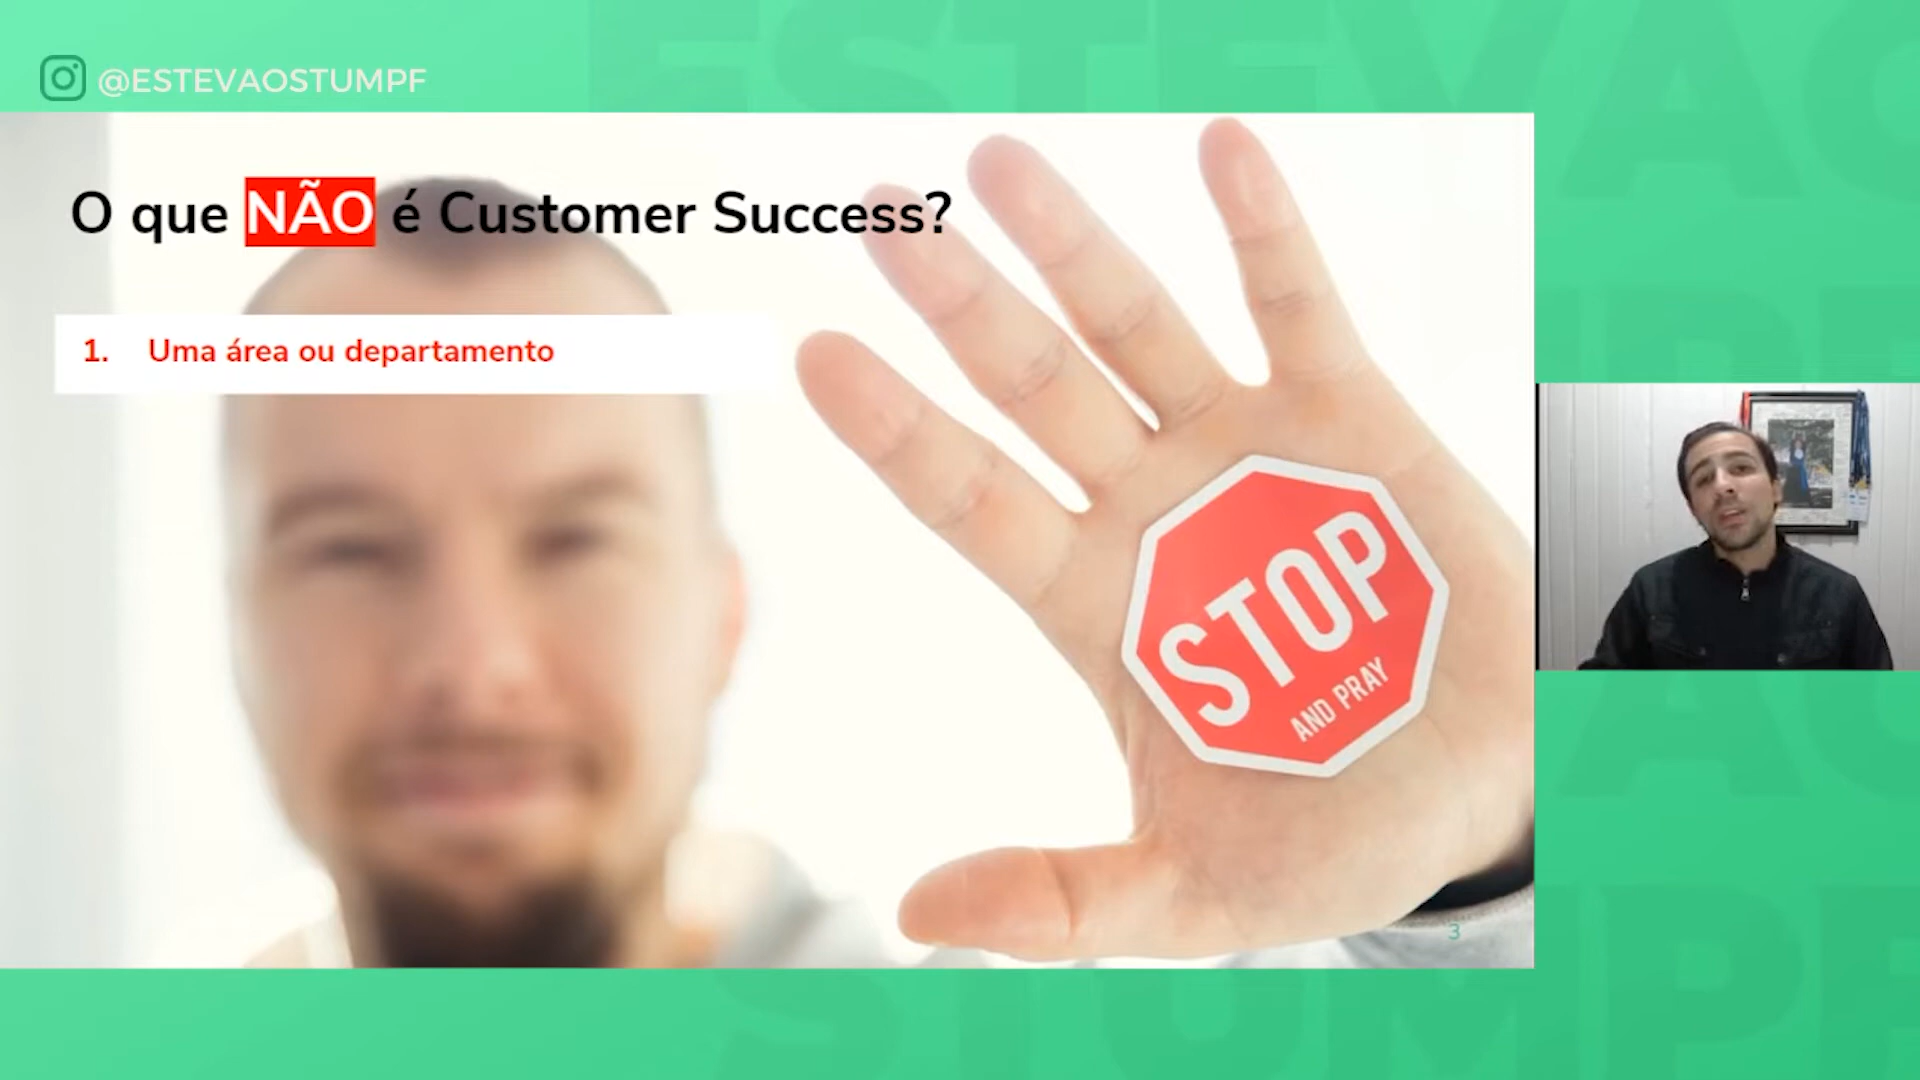 @ESTEVAOSTUMPF
O que NÃO é Customer Success?
1. Uma área ou departamento
STOP
AND PRAY
3